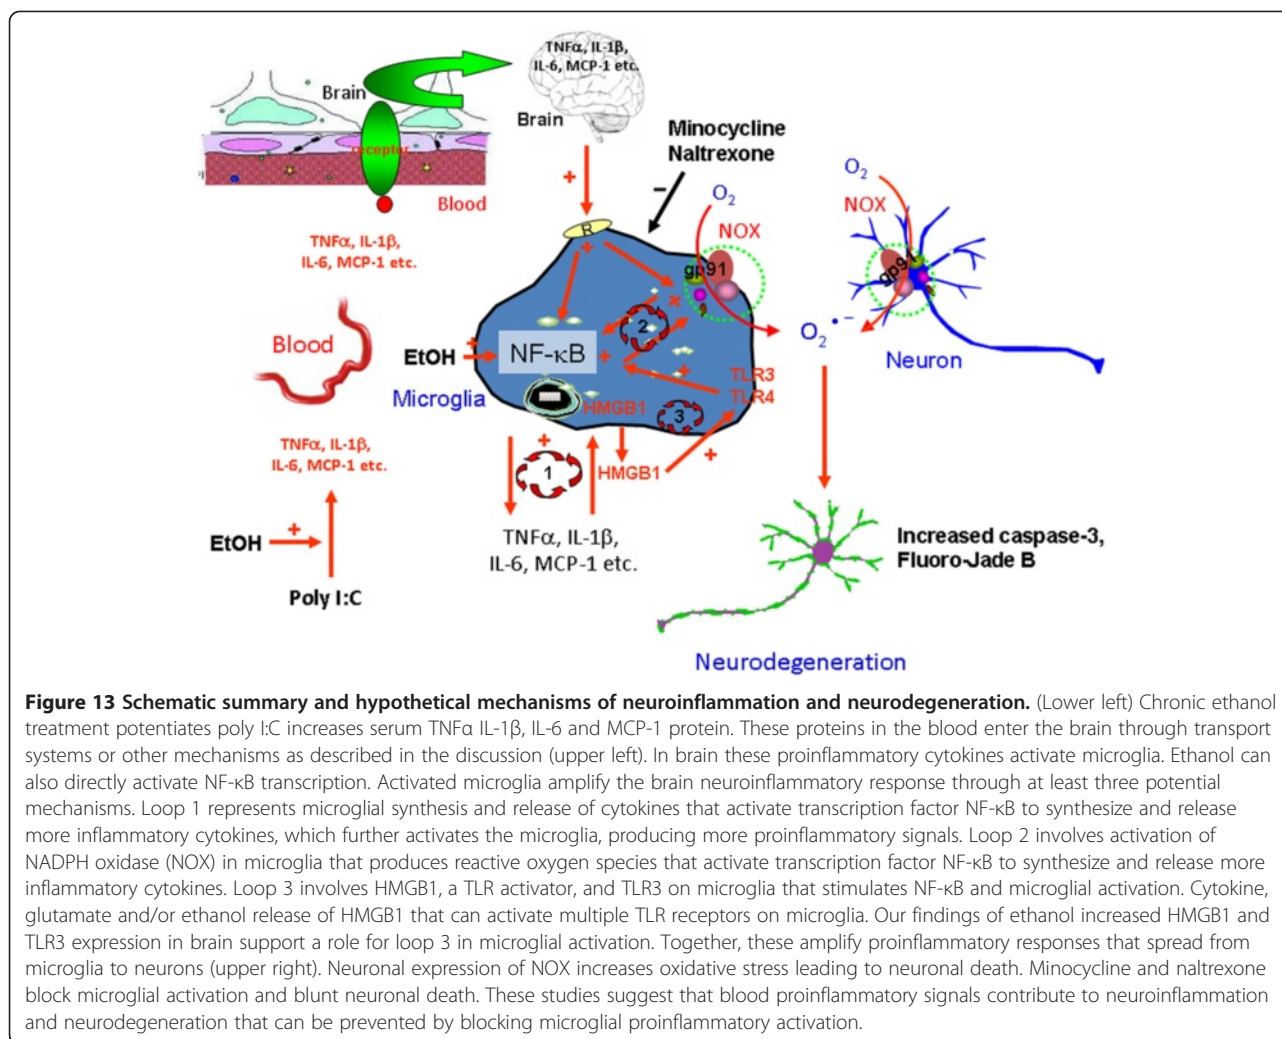 TNFα, IL-1β,
IL-6, MCP-1 etc.
Brain
Brain
receptor
Blood
TNFα, IL-1β,
IL-6, MCP-1 etc.
Blood
TNFα, IL-1β,
IL-6, MCP-1 etc.
EtOH
+
Poly I:C
+
Minocycline
Naltrexone
–
O2
NOX
gp91
R
+
+
2
EtOH
+
NF-κB
+
+
Microglia
TLR3
TLR4
HMGB1
3
+
1
HMGB1
+
TNFα, IL-1β,
IL-6, MCP-1 etc.
O2
NOX
gp91
O2•–
Neuron
Increased caspase-3,
Fluoro-Jade B
Neurodegeneration
Figure 13 Schematic summary and hypothetical mechanisms of neuroinflammation and neurodegeneration. (Lower left) Chronic ethanol
treatment potentiates poly I:C increases serum TNFα IL-1β, IL-6 and MCP-1 protein. These proteins in the blood enter the brain through transport
systems or other mechanisms as described in the discussion (upper left). In brain these proinflammatory cytokines activate microglia. Ethanol can
also directly activate NF-κB transcription. Activated microglia amplify the brain neuroinflammatory response through at least three potential
mechanisms. Loop 1 represents microglial synthesis and release of cytokines that activate transcription factor NF-κB to synthesize and release
more inflammatory cytokines, which further activates the microglia, producing more proinflammatory signals. Loop 2 involves activation of
NADPH oxidase (NOX) in microglia that produces reactive oxygen species that activate transcription factor NF-κB to synthesize and release more
inflammatory cytokines. Loop 3 involves HMGB1, a TLR activator, and TLR3 on microglia that stimulates NF-κB and microglial activation. Cytokine,
glutamate and/or ethanol release of HMGB1 that can activate multiple TLR receptors on microglia. Our findings of ethanol increased HMGB1 and
TLR3 expression in brain support a role for loop 3 in microglial activation. Together, these amplify proinflammatory responses that spread from
microglia to neurons (upper right). Neuronal expression of NOX increases oxidative stress leading to neuronal death. Minocycline and naltrexone
block microglial activation and blunt neuronal death. These studies suggest that blood proinflammatory signals contribute to neuroinflammation
and neurodegeneration that can be prevented by blocking microglial proinflammatory activation.